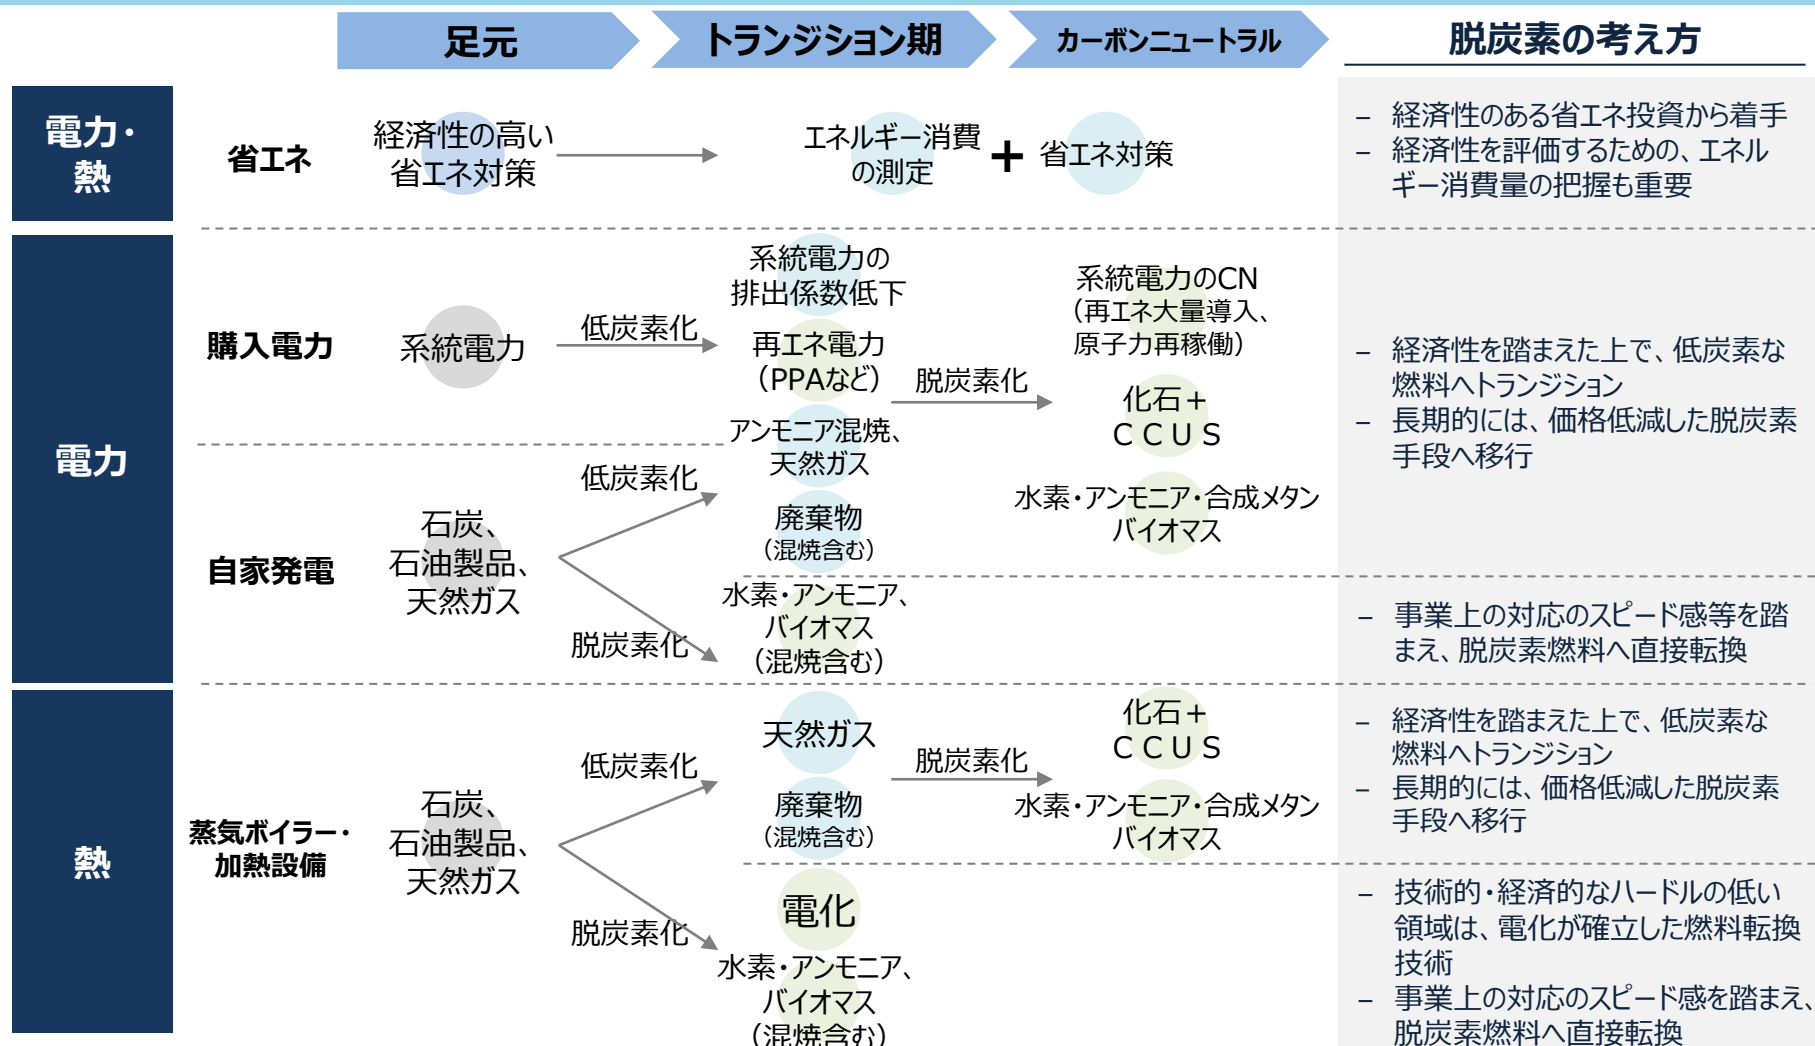 足元
トランジション期
カーボンニュートラル
脱炭素の考え方
電力・
熱
省エネ
経済性の高い
省エネ対策
エネルギー消費
の測定
+
省エネ対策
– 経済性のある省エネ投資から着手
– 経済性を評価するための、エネル
ギー消費量の把握も重要
電力
購入電力
系統電力
低炭素化
系統電力の
排出係数低下
再エネ電力
（PPAなど）
脱炭素化
系統電力のCN
（再エネ大量導入、
原子力再稼働）
化石＋
ＣＣＵＳ
– 経済性を踏まえた上で、低炭素な
燃料へトランジション
– 長期的には、価格低減した脱炭素
手段へ移行
自家発電
石炭、
石油製品、
天然ガス
低炭素化
アンモニア混焼、
天然ガス
廃棄物
（混焼含む）
水素・アンモニア・合成メタン
バイオマス
脱炭素化
水素・アンモニア、
バイオマス
（混焼含む）
– 事業上の対応のスピード感等を踏
まえ、脱炭素燃料へ直接転換
熱
蒸気ボイラー・
加熱設備
石炭、
石油製品、
天然ガス
低炭素化
天然ガス
廃棄物
（混焼含む）
脱炭素化
化石＋
ＣＣＵＳ
水素・アンモニア・合成メタン
バイオマス
– 経済性を踏まえた上で、低炭素な
燃料へトランジション
– 長期的には、価格低減した脱炭素
手段へ移行
脱炭素化
電化
水素・アンモニア、
バイオマス
（混焼含む）
– 技術的・経済的なハードルの低い
領域は、電化が確立した燃料転換
技術
– 事業上の対応のスピード感を踏まえ、
脱炭素燃料へ直接転換